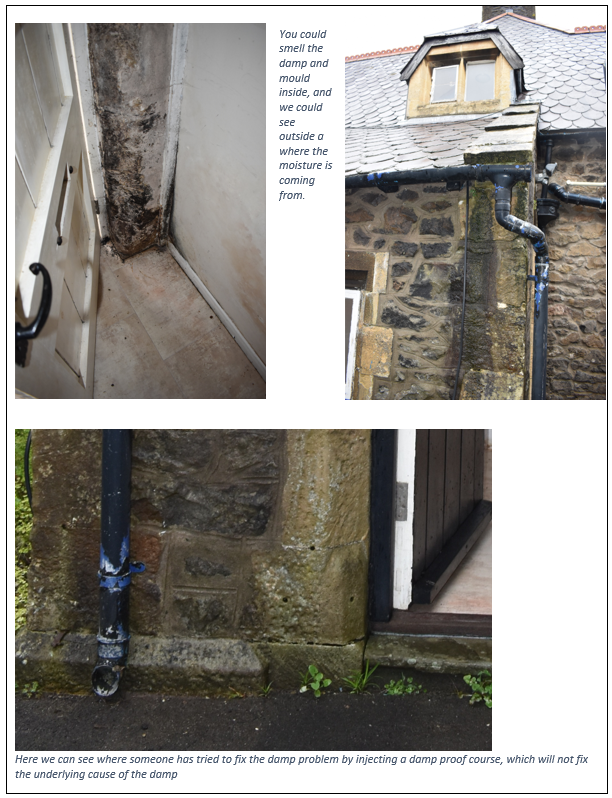 You could
smell the
damp and
mould
inside, and
we could
see
outside a
where the
moisture is
coming
from.
Here we can see where someone has tried to fix the damp problem by injecting a damp proof course, which will not fix
the underlying cause of the damp